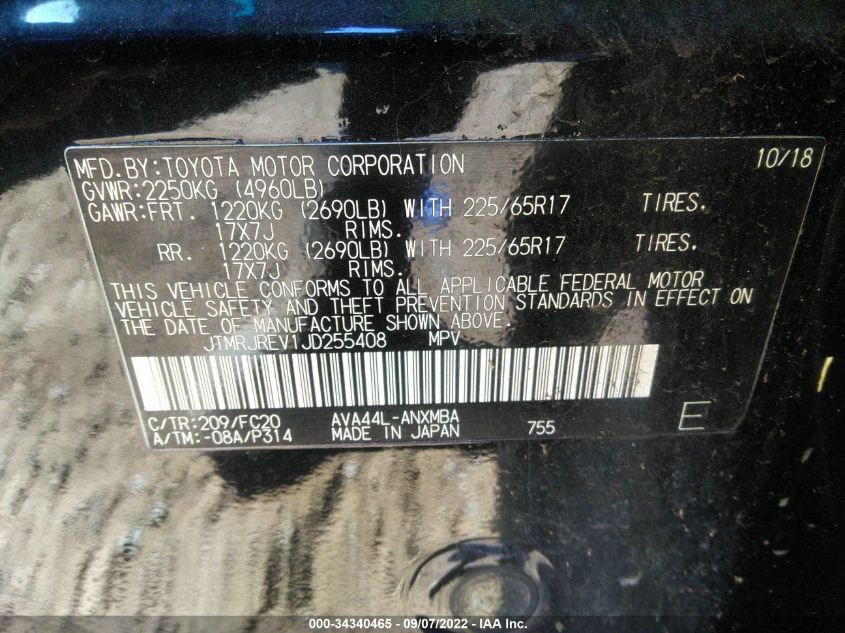 MFD.BY:TOYOTA MOTOR CORPORATION 10/18
GVWR:2250KG (4960LB)
GAWR:FRT. 1220KG (2690LB) WITH 225/65R17 TIRES.
17X7J RIMS.
RR. 1220KG (2690LB) WITH 225/65R17 TIRES.
17X7J RIMS.
THIS VEHICLE CONFORMS TO ALL APPLICABLE FEDERAL MOTOR
VEHICLE SAFETY AND THEFT PREVENTION STANDARDS IN EFFECT ON
THE DATE OF MANUFACTURE SHOWN ABOVE.
JTMRJREV1JD255408 MPV
C/TR:209/FC20 AVA44L-ANXMBA
A/TM:-08A/P314 MADE IN JAPAN 755 E
000-34340465 - 09/07/2022 - IAA Inc.